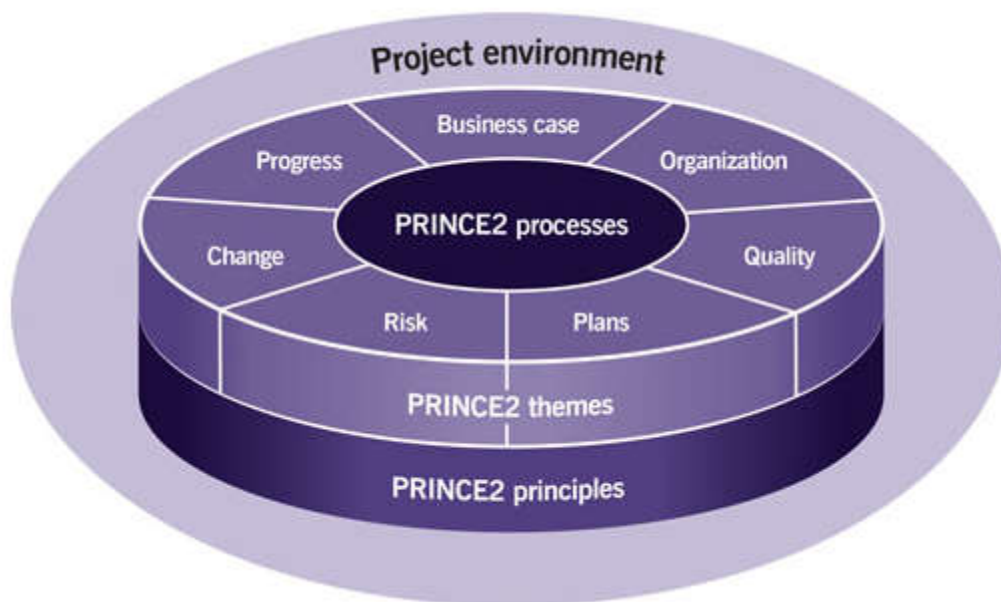 Project environment
Business case
Progress
Organization
PRINCE2 processes
Change
Quality
Risk
Plans
PRINCE2 themes
PRINCE2 principles